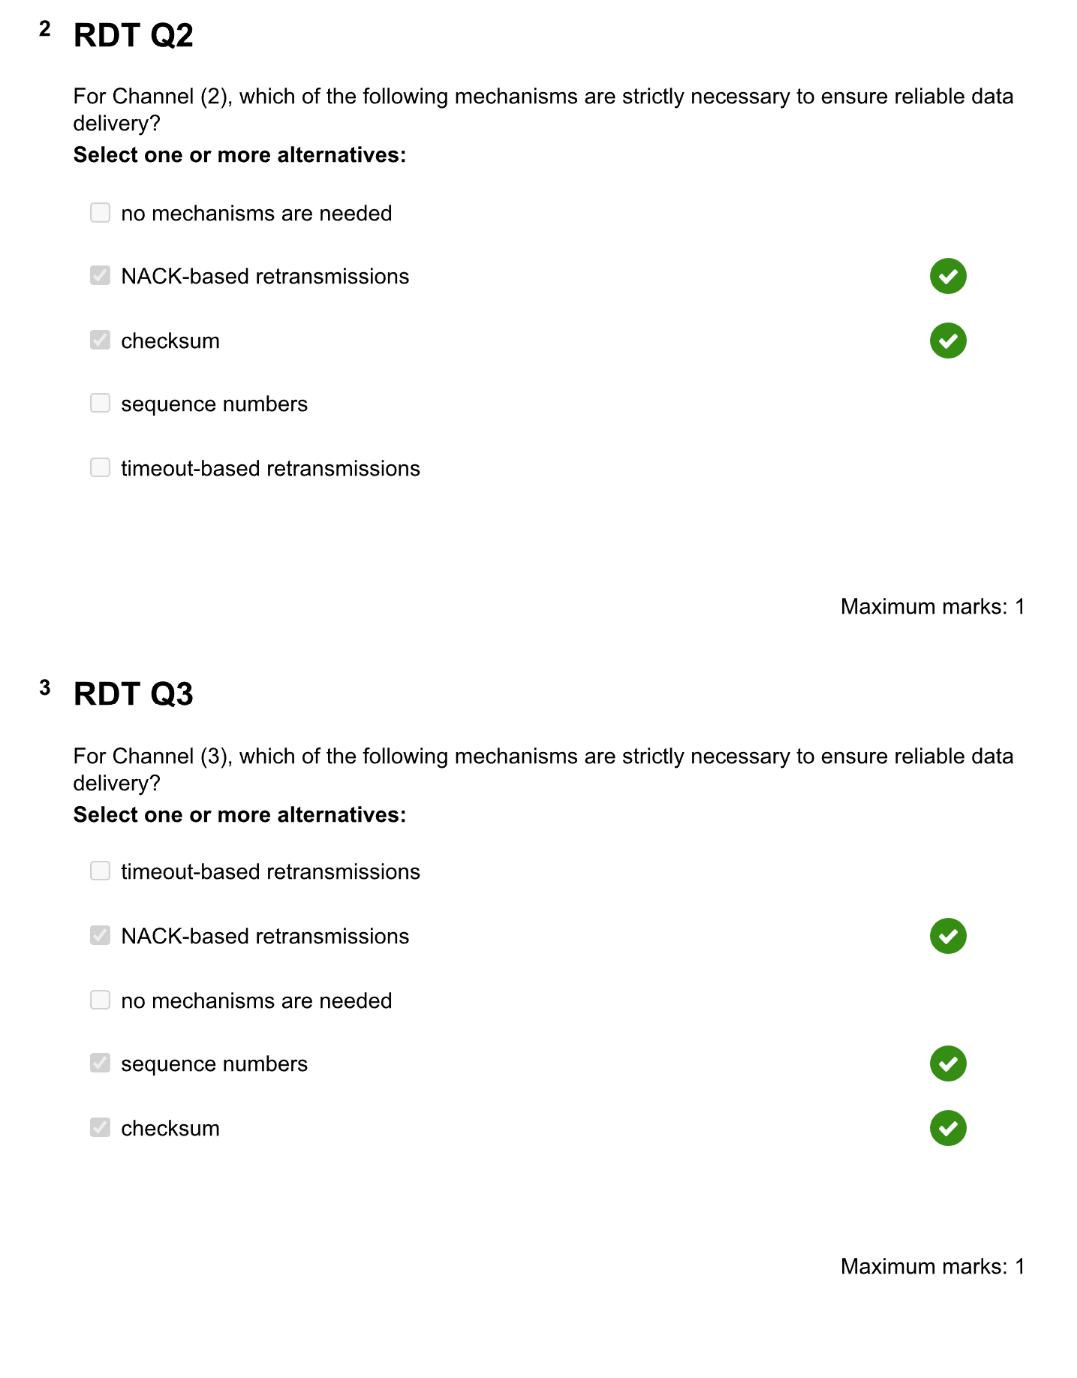 2 RDT Q2
For Channel (2), which of the following mechanisms are strictly necessary to ensure reliable data
delivery?
Select one or more alternatives:
no mechanisms are needed
NACK-based retransmissions
checksum
sequence numbers
timeout-based retransmissions
Maximum marks: 1
3 RDT Q3
For Channel (3), which of the following mechanisms are strictly necessary to ensure reliable data
delivery?
Select one or more alternatives:
timeout-based retransmissions
NACK-based retransmissions
no mechanisms are needed
sequence numbers
checksum
Maximum marks: 1